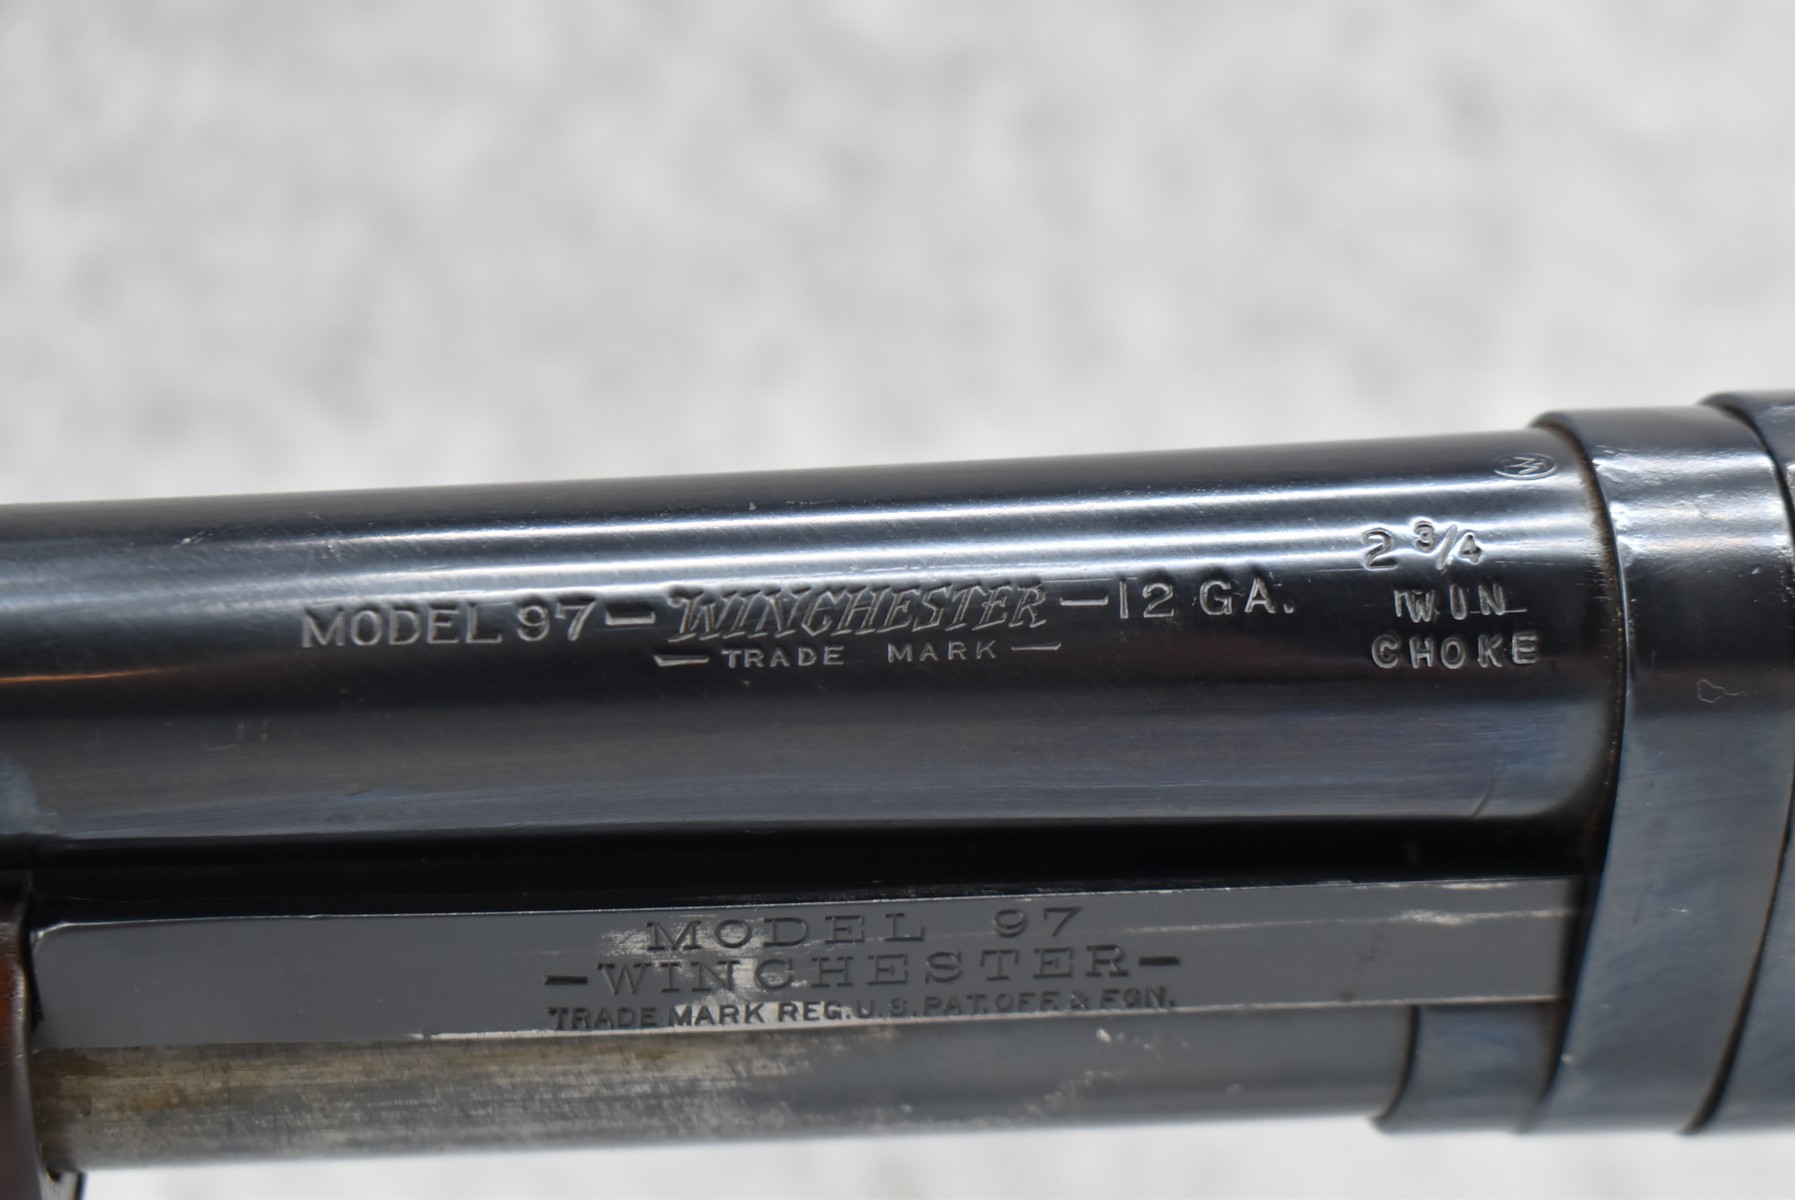 MODEL 97 — WINCHESTER — 12 GA.
— TRADE MARK —
2 3/4
WIN
CHOKE
MODEL 97
— WINCHESTER —
TRADE MARK REG. U.S. PAT. OFF. & FGN.